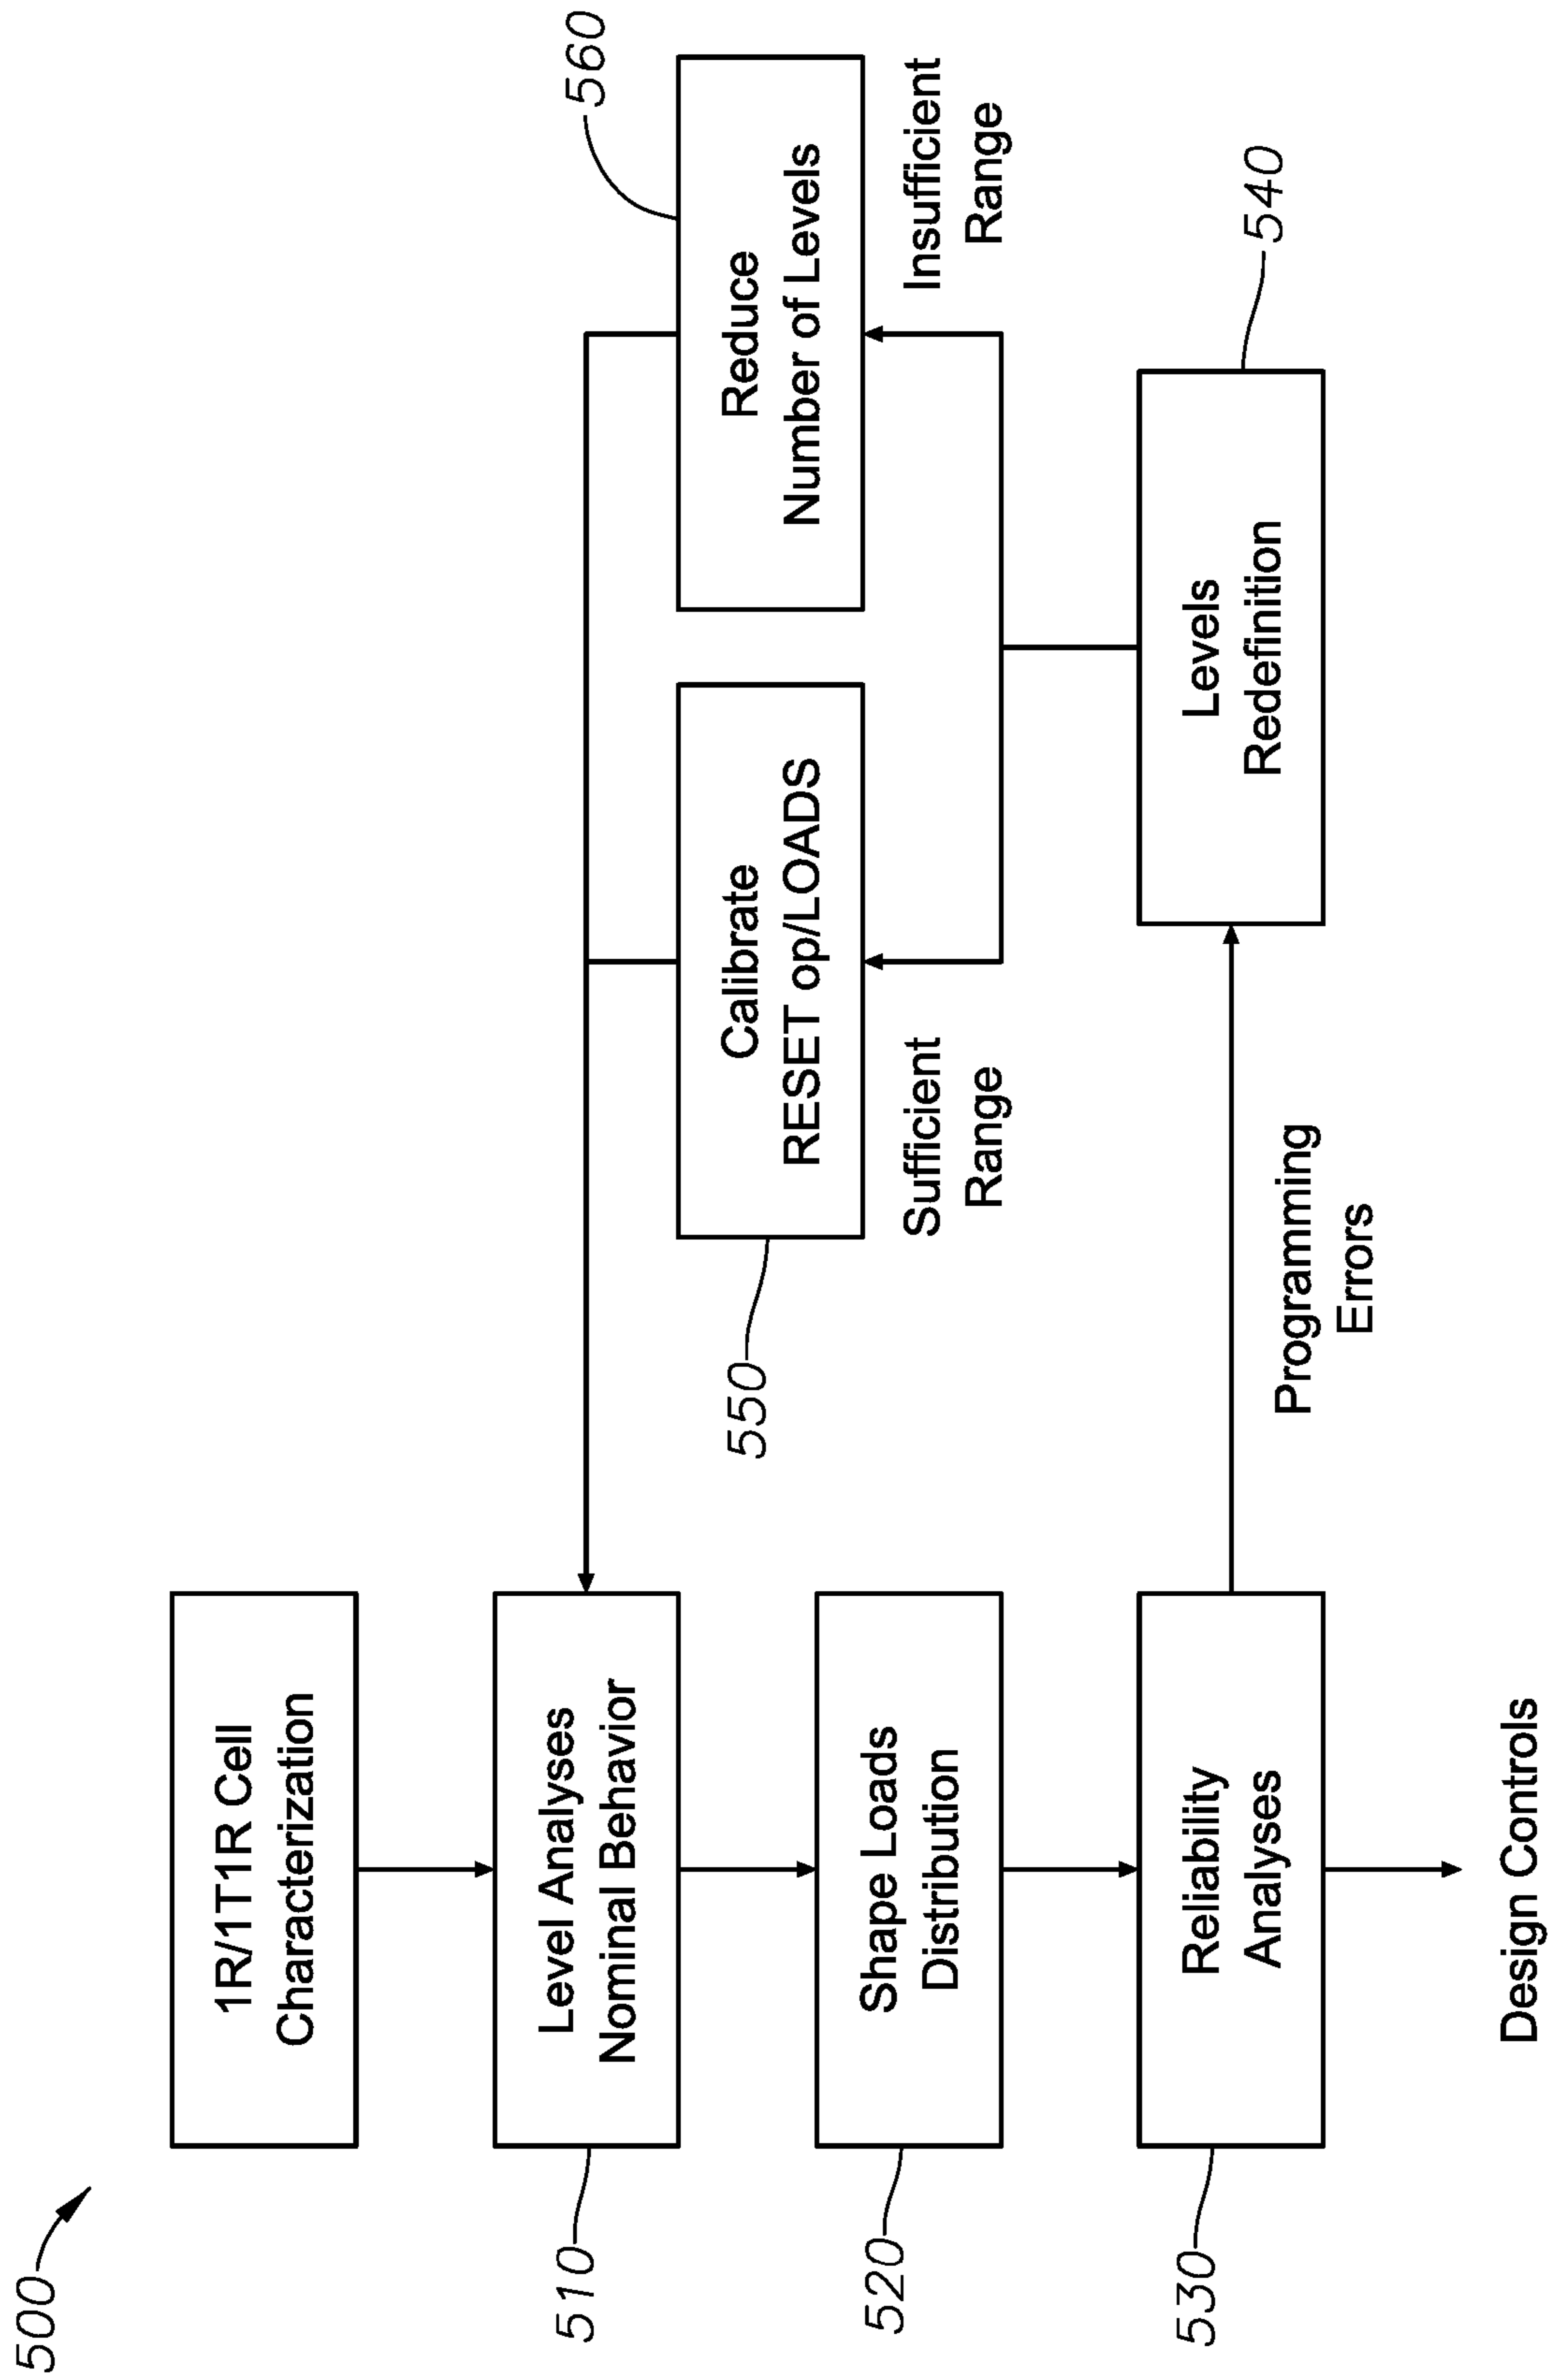 500
1R/1T1R Cell
Characterization
510
Level Analyses
Nominal Behavior
520
Shape Loads
Distribution
530
Reliability
Analyses
Design Controls
Programming
Errors
540
Levels
Redefinition
Sufficient
Range
550
Calibrate
RESET op/LOADS
Insufficient
Range
560
Reduce
Number of Levels